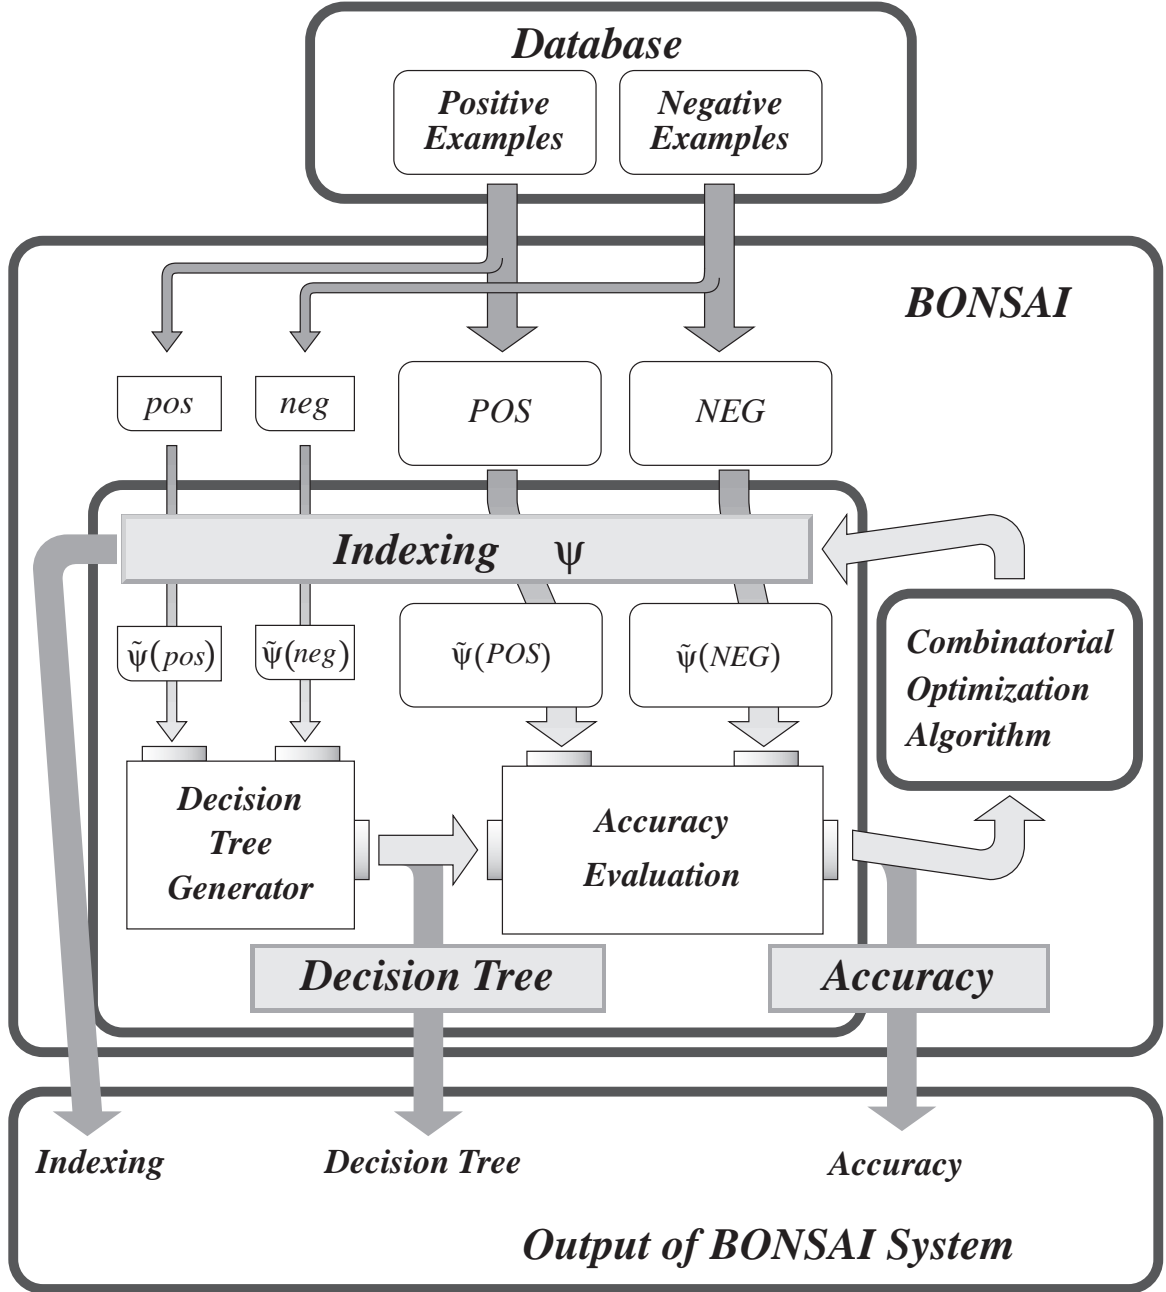 Database
Positive
Examples
Negative
Examples
BONSAI
pos
neg
POS
NEG
Indexing ψ
ψ̃(pos)
ψ̃(neg)
ψ̃(POS)
ψ̃(NEG)
Combinatorial
Optimization
Algorithm
Decision
Tree
Generator
Accuracy
Evaluation
Decision Tree
Accuracy
Indexing
Decision Tree
Accuracy
Output of BONSAI System